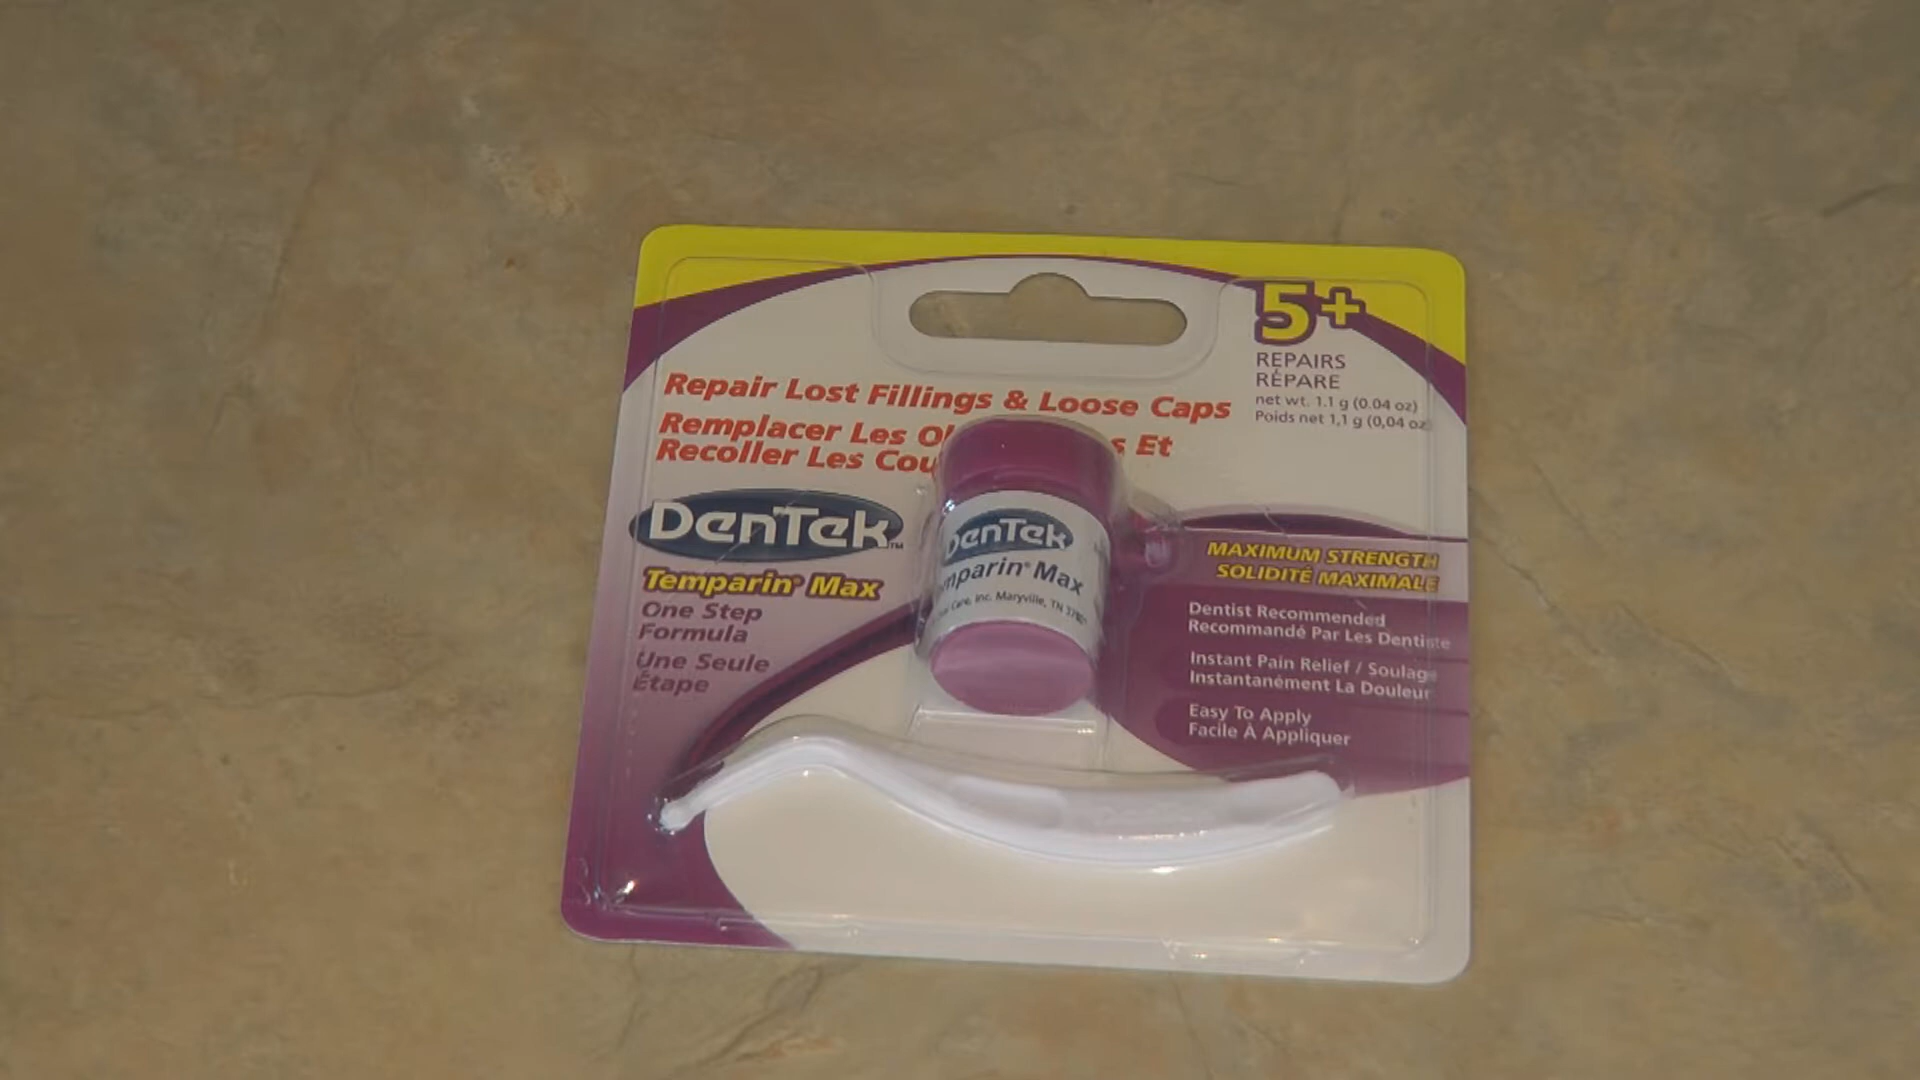 5+
REPAIRS
RÉPARE
net wt. 1.1 g (0.04 oz)
Poids net 1,1 g (0,04 oz
Repair Lost Fillings & Loose Caps
Remplacer Les Et
Recoller Les
DenTek™
Temparin® Max
One Step
Formula
Une Seule
Étape
DenTek
Max
Care, Inc. Maryville, TN
MAXIMUM STRENGTH
SOLIDITÉ MAXIMALE
Dentist Recommended
Recommandé Par Les Dentiste
Instant Pain Relief / Soulage
Instantanément La Douleur
Easy To Apply
Facile À Appliquer